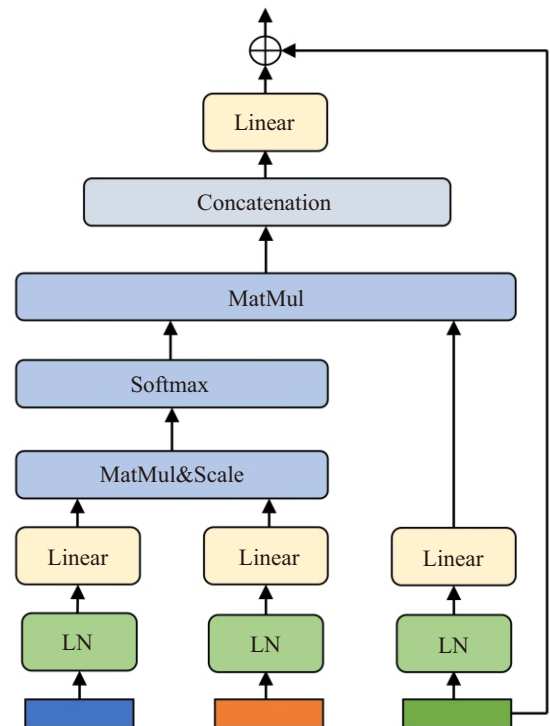 Linear
Concatenation
MatMul
Softmax
MatMul&Scale
Linear
Linear
Linear
LN
LN
LN